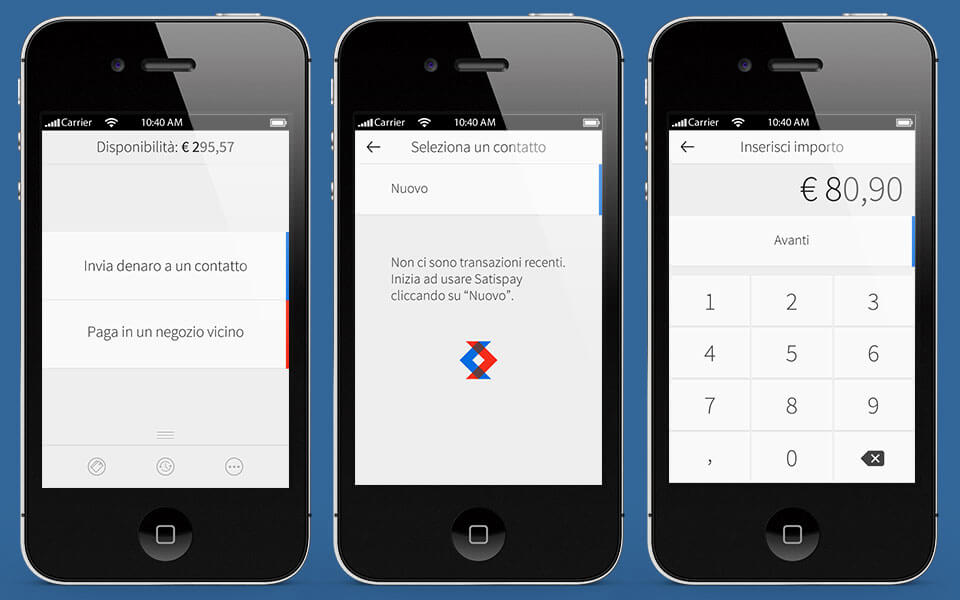 Carrier 10:40 AM
Disponibilità: € 295,57
Invia denaro a un contatto
Paga in un negozio vicino
Carrier 10:40 AM
Seleziona un contatto
Nuovo
Non ci sono transazioni recenti.
Inizia ad usare Satispay
cliccando su “Nuovo”.
Carrier 10:40 AM
Inserisci importo
€ 80,90
Avanti
1 2 3
4 5 6
7 8 9
, 0